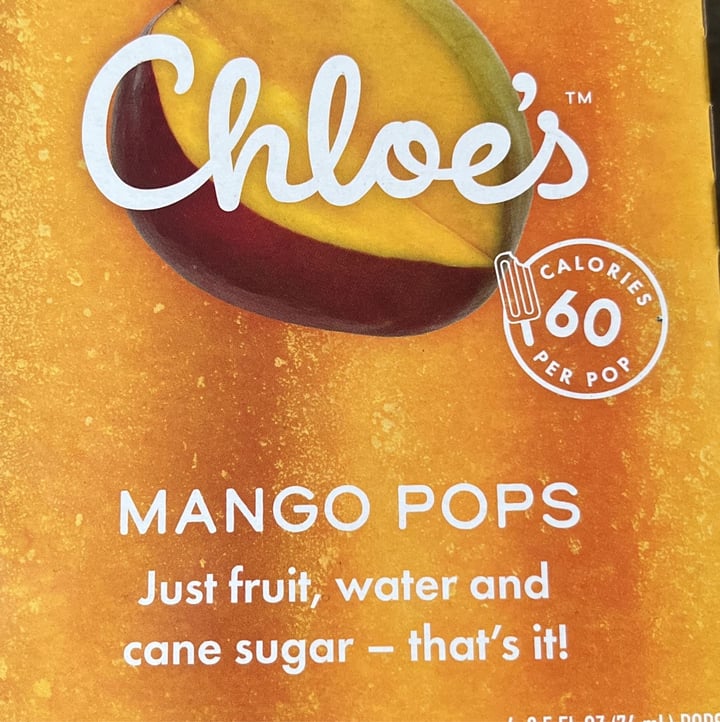 Chloe's™
CALORIES
60
PER POP
MANGO POPS
Just fruit, water and
cane sugar – that's it!